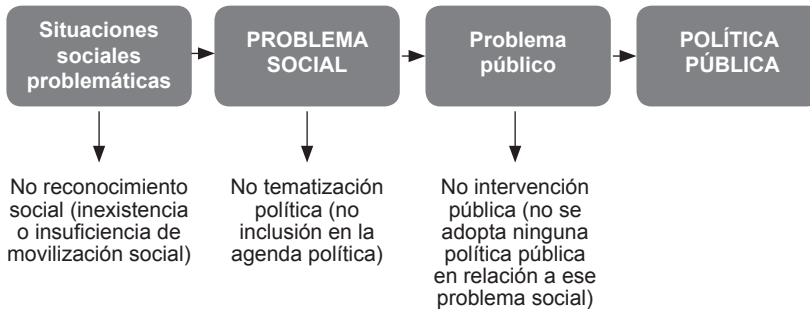 Situaciones
sociales
problemáticas
PROBLEMA
SOCIAL
Problema
público
POLÍTICA
PÚBLICA
No reconocimiento
social (inexistencia
o insuficiencia de
movilización social)
No tematización
política (no
inclusión en la
agenda política)
No intervención
pública (no se
adopta ninguna
política pública
en relación a ese
problema social)